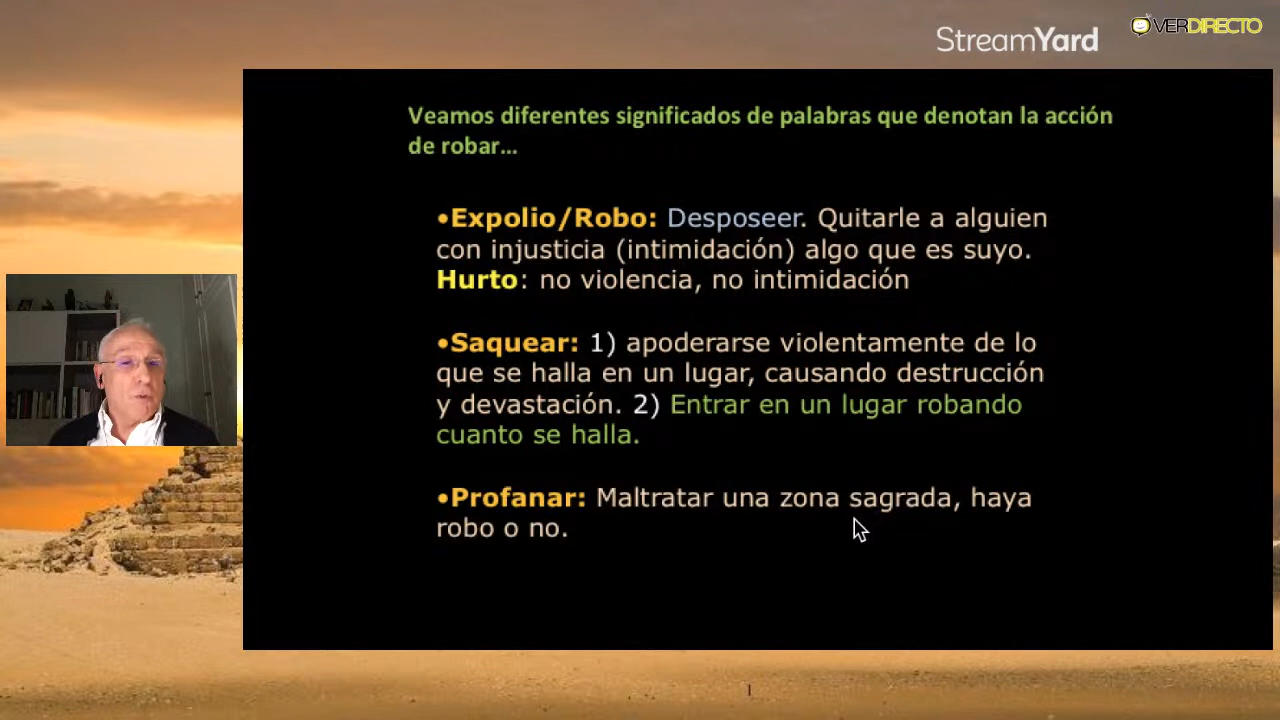 StreamYard
VERDIRECTO
Veamos diferentes significados de palabras que denotan la acción
de robar...
•Expolio/Robo: Desposeer. Quitarle a alguien
con injusticia (intimidación) algo que es suyo.
Hurto: no violencia, no intimidación
•Saquear: 1) apoderarse violentamente de lo
que se halla en un lugar, causando destrucción
y devastación. 2) Entrar en un lugar robando
cuanto se halla.
•Profanar: Maltratar una zona sagrada, haya
robo o no.